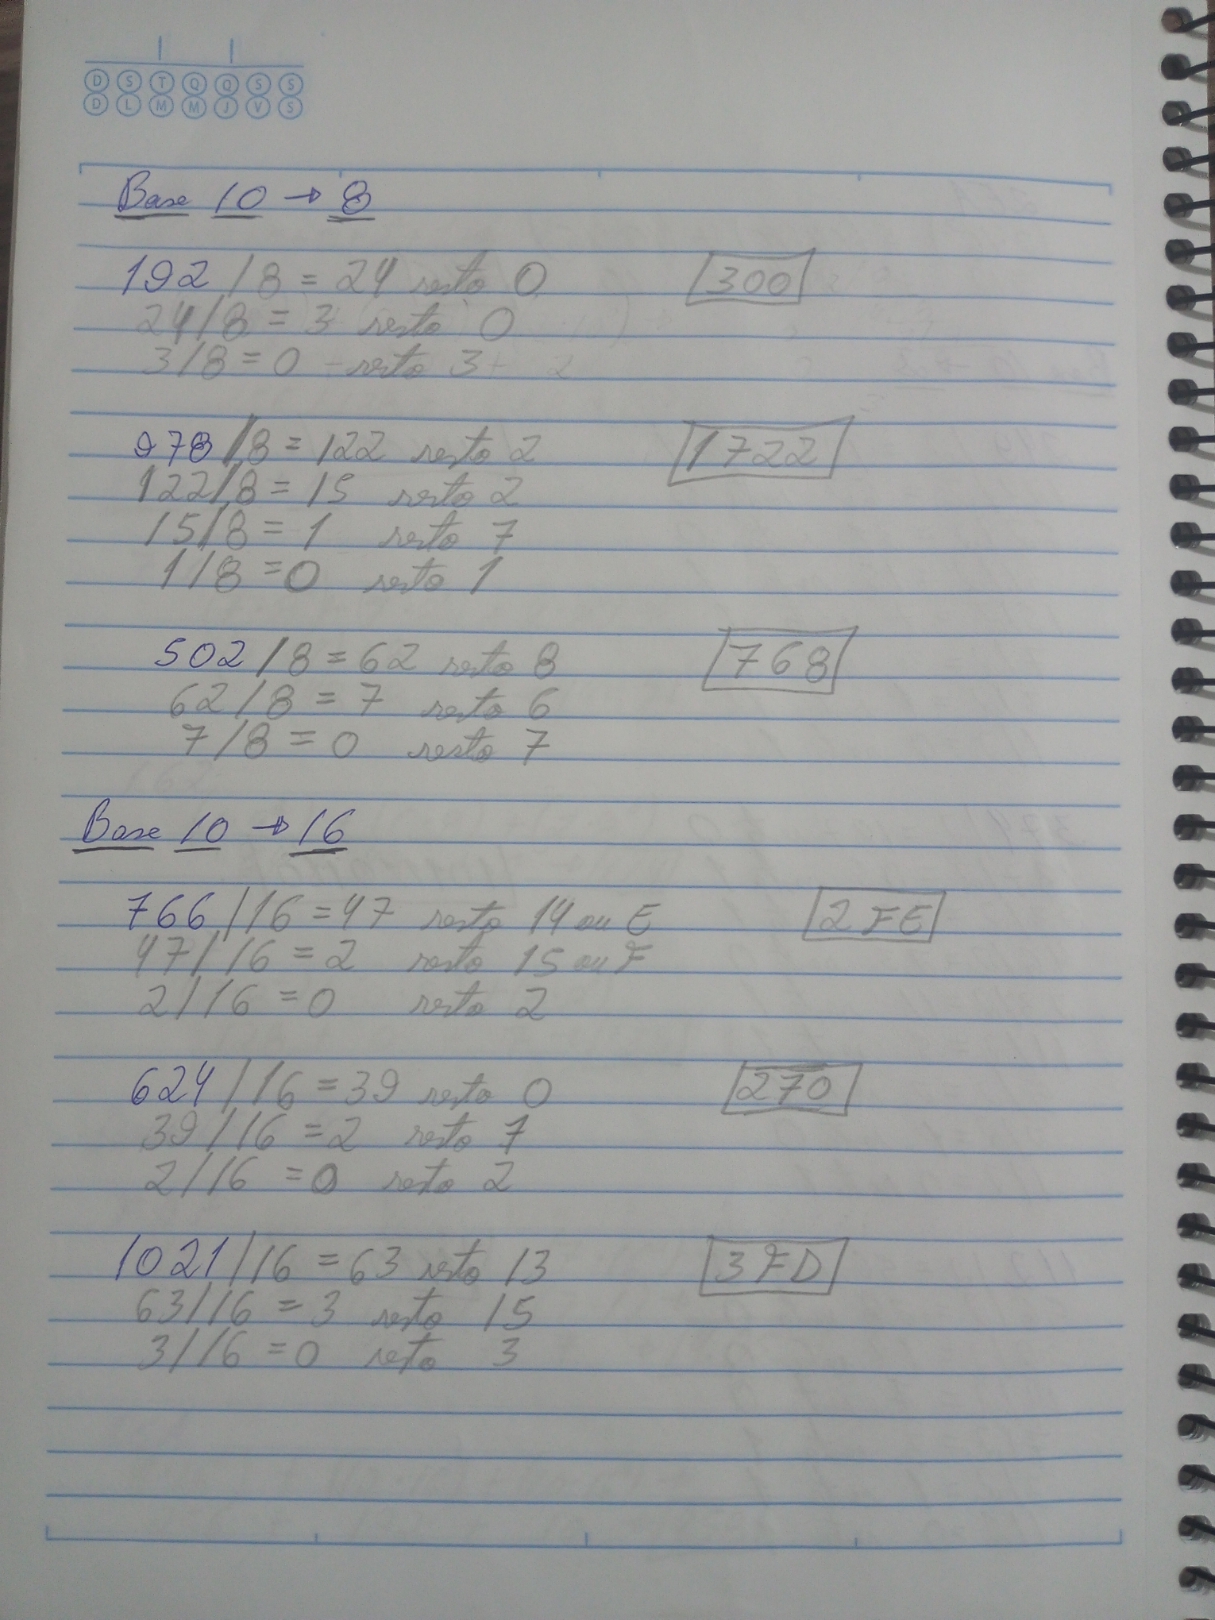 D S T Q Q S S
D L M M J V S
Base 10 → 8
192 / 8 = 24 resto 0 300
24/8 = 3 resto 0
3/8 = 0 resto 3
978 /8 = 122 resto 2 1722
122/8 = 15 resto 2
15/8 = 1 resto 7
1/8 = 0 resto 1
502 / 8 = 62 resto 8 768
62 / 8 = 7 resto 6
7/8 = 0 resto 7
Base 10 → 16
766 / 16 = 47 resto 14 ou E 2FE
47 / 16 = 2 resto 15 ou F
2/16 = 0 resto 2
624 / 16 = 39 resto 0 270
39 / 16 = 2 resto 7
2/16 = 0 resto 2
1021 / 16 = 63 resto 13 3FD
63/16 = 3 resto 15
3/16 = 0 resto 3